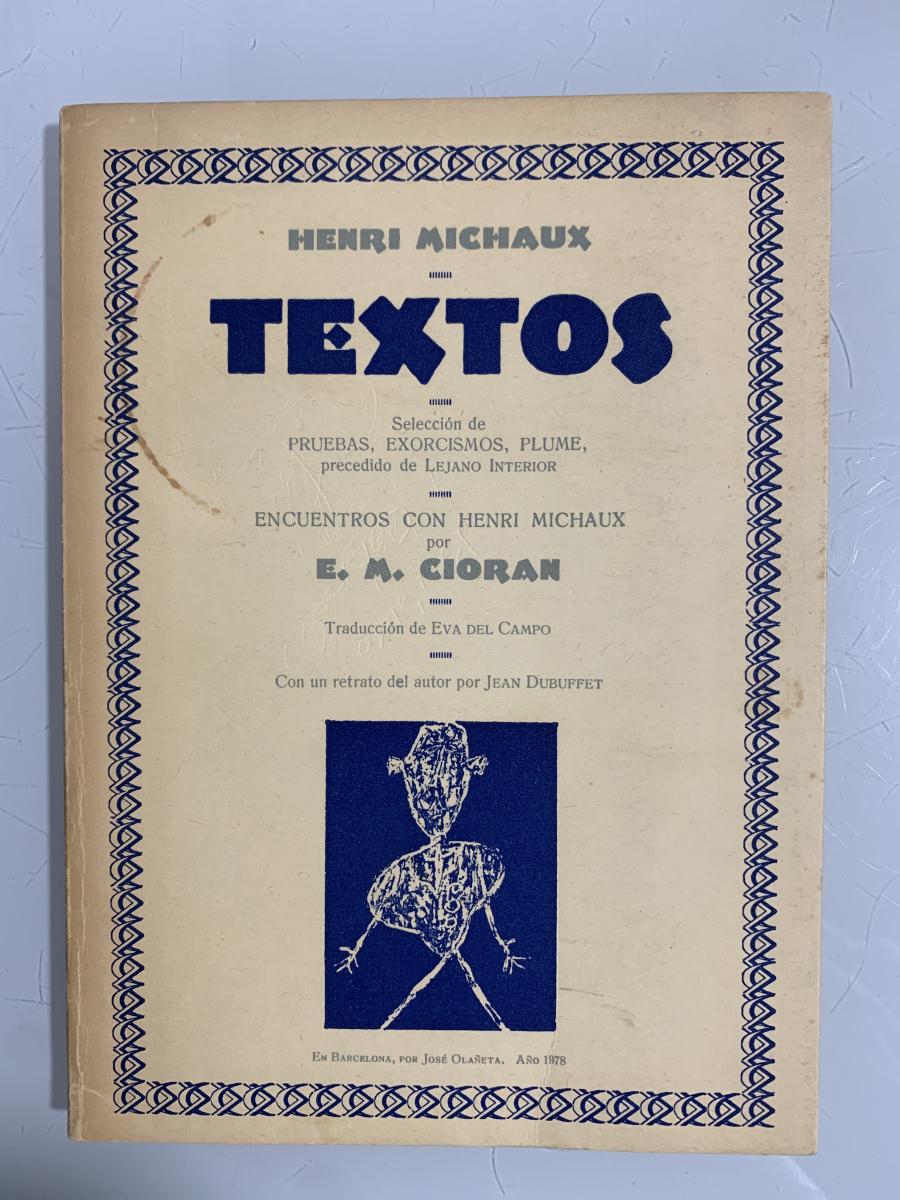 HENRI MICHAUX
TEXTOS
Selección de
PRUEBAS, EXORCISMOS, PLUME,
precedido de LEJANO INTERIOR
ENCUENTROS CON HENRI MICHAUX
por
E. M. CIORAN
Traducción de EVA DEL CAMPO
Con un retrato del autor por JEAN DUBUFFET
EN BARCELONA, POR JOSÉ OLAÑETA. AÑO 1978